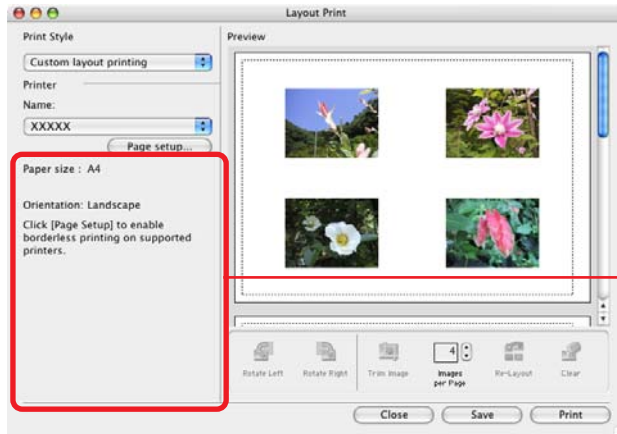 Layout Print
Print Style
Custom layout printing
Printer
Name:
XXXXX
Page setup...
Paper size : A4
Orientation: Landscape
Click [Page Setup] to enable
borderless printing on supported
printers.
Preview
Rotate Left
Rotate Right
Trim Image
4
Images
per Page
Re-Layout
Clear
Close
Save
Print